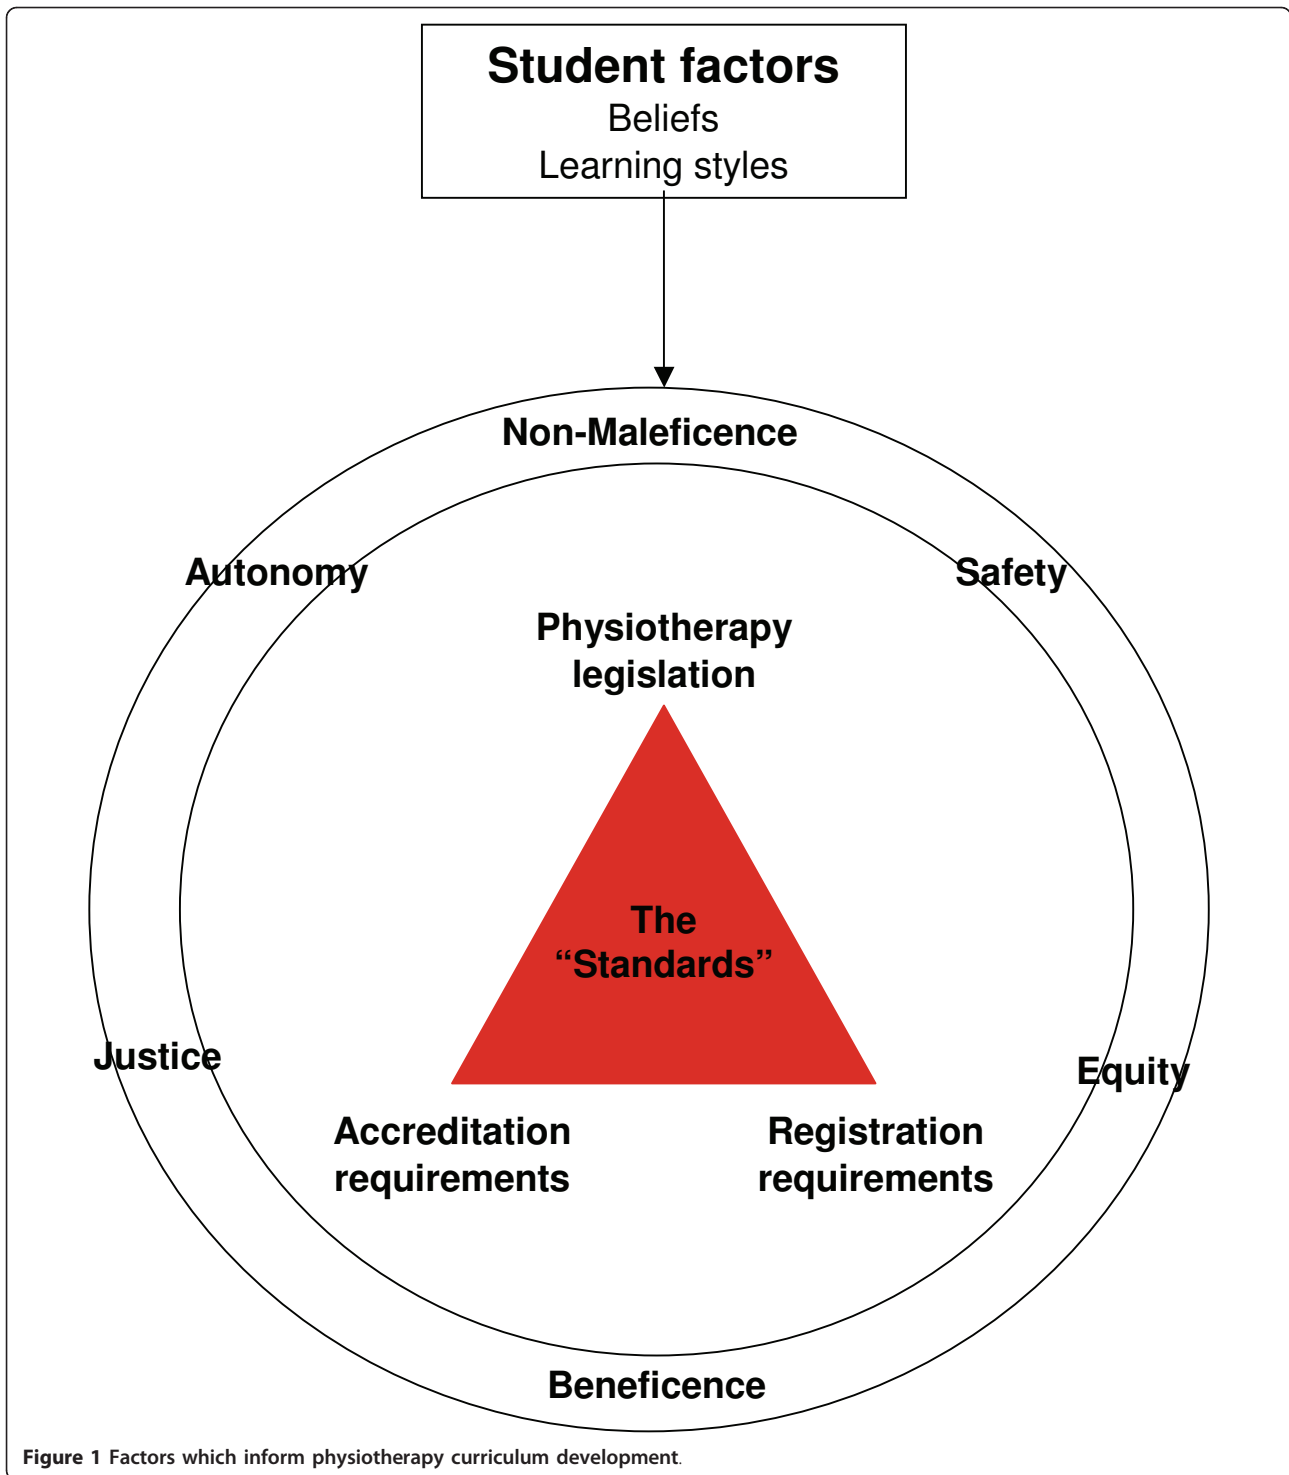 Student factors
Beliefs
Learning styles
Non-Maleficence
Autonomy
Safety
Physiotherapy
legislation
The
“Standards”
Justice
Equity
Accreditation
requirements
Registration
requirements
Beneficence
Figure 1 Factors which inform physiotherapy curriculum development.